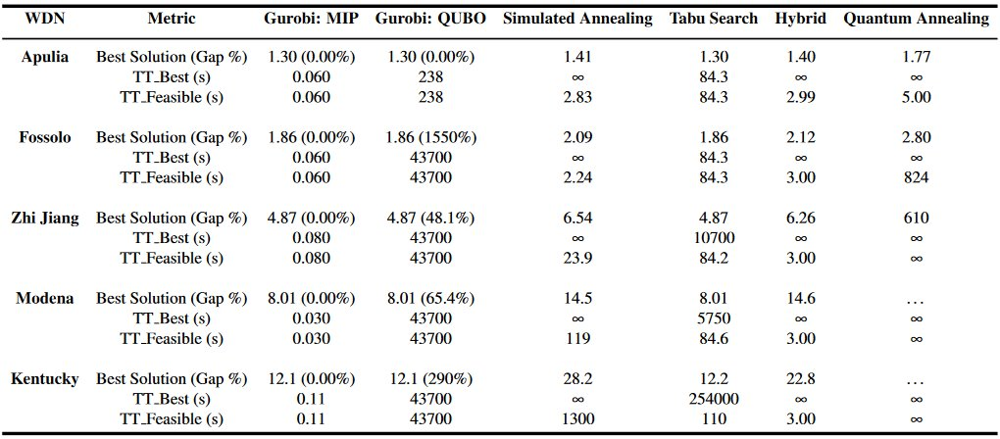 WDN Metric Gurobi: MIP Gurobi: QUBO Simulated Annealing Tabu Search Hybrid Quantum Annealing
Apulia Best Solution (Gap %) 1.30 (0.00%) 1.30 (0.00%) 1.41 1.30 1.40 1.77
TT_Best (s) 0.060 238 ∞ 84.3 ∞ ∞
TT_Feasible (s) 0.060 238 2.83 84.3 2.99 5.00
Fossolo Best Solution (Gap %) 1.86 (0.00%) 1.86 (1550%) 2.09 1.86 2.12 2.80
TT_Best (s) 0.060 43700 ∞ 84.3 ∞ ∞
TT_Feasible (s) 0.060 43700 2.24 84.3 3.00 824
Zhi Jiang Best Solution (Gap %) 4.87 (0.00%) 4.87 (48.1%) 6.54 4.87 6.26 610
TT_Best (s) 0.080 43700 ∞ 10700 ∞ ∞
TT_Feasible (s) 0.080 43700 23.9 84.2 3.00 ∞
Modena Best Solution (Gap %) 8.01 (0.00%) 8.01 (65.4%) 14.5 8.01 14.6 ...
TT_Best (s) 0.030 43700 ∞ 5750 ∞ ∞
TT_Feasible (s) 0.030 43700 119 84.6 3.00 ∞
Kentucky Best Solution (Gap %) 12.1 (0.00%) 12.1 (290%) 28.2 12.2 22.8 ...
TT_Best (s) 0.11 43700 ∞ 254000 ∞ ∞
TT_Feasible (s) 0.11 43700 1300 110 3.00 ∞